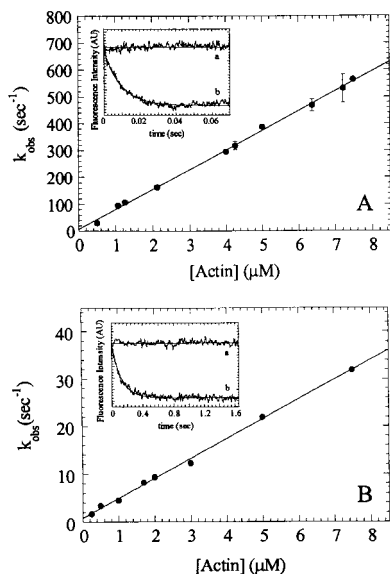 800
700
600
500
400
300
200
100
0
k_obs (sec⁻¹)
Fluorescence Intensity (AU)
a
b
0 0.02 0.04 0.06
time (sec)
A
0 1 2 3 4 5 6 7 8
[Actin] (μM)
40
30
20
10
0
k_obs (sec⁻¹)
Fluorescence Intensity (AU)
a
b
0 0.4 0.8 1.2 1.6
time (sec)
B
0 1 2 3 4 5 6 7 8
[Actin] (μM)